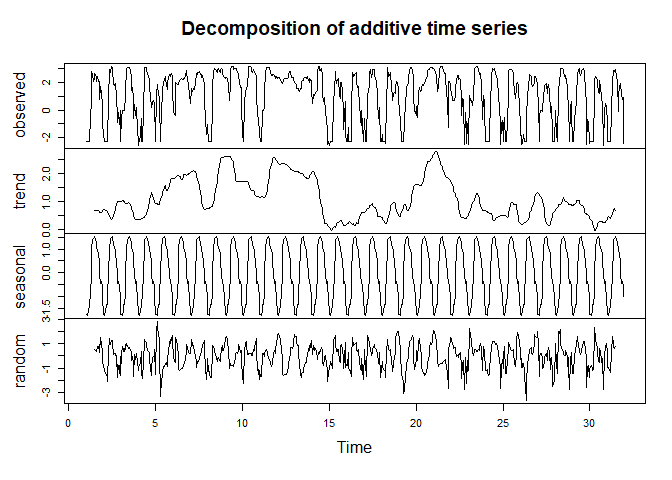 Decomposition of additive time series
observed
-2 0 2
trend
0.0 1.0 2.0
seasonal
-1.5 0.0 1.0
random
-3 -1 1 3
0 5 10 15 20 25 30
Time